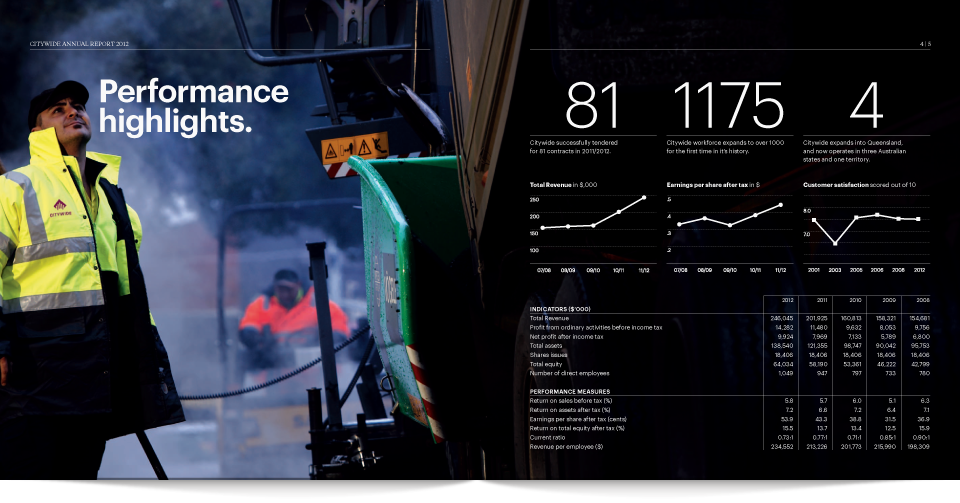 CITYWIDE ANNUAL REPORT 2012
4 | 5
Performance
highlights.
CITYWIDE
81
Citywide successfully tendered
for 81 contracts in 2011/2012.
1175
Citywide workforce expands to over 1000
for the first time in it's history.
4
Citywide expands into Queensland,
and now operates in three Australian
states and one territory.
Total Revenue in $,000
250
200
150
100
07/08 08/09 09/10 10/11 11/12
Earnings per share after tax in $
.5
.4
.3
.2
07/08 08/09 09/10 10/11 11/12
Customer satisfaction scored out of 10
8.0
7.0
2001 2003 2005 2006 2008 2012
2012 2011 2010 2009 2008
INDICATORS ($'000)
Total Revenue 246,045 201,925 160,813 158,321 154,681
Profit from ordinary activities before income tax 14,282 11,480 9,632 8,053 9,756
Net profit after income tax 9,924 7,969 7,133 5,789 6,800
Total assets 138,540 121,355 98,747 90,042 95,753
Shares issues 18,406 18,406 18,406 18,406 18,406
Total equity 64,034 58,190 53,361 46,222 42,799
Number of direct employees 1,049 947 797 733 780
PERFORMANCE MEASURES
Return on sales before tax (%) 5.8 5.7 6.0 5.1 6.3
Return on assets after tax (%) 7.2 6.6 7.2 6.4 7.1
Earnings per share after tax (cents) 53.9 43.3 38.8 31.5 36.9
Return on total equity after tax (%) 15.5 13.7 13.4 12.5 15.9
Current ratio 0.73:1 0.77:1 0.71:1 0.85:1 0.90:1
Revenue per employee ($) 234,552 213,226 201,773 215,990 198,309